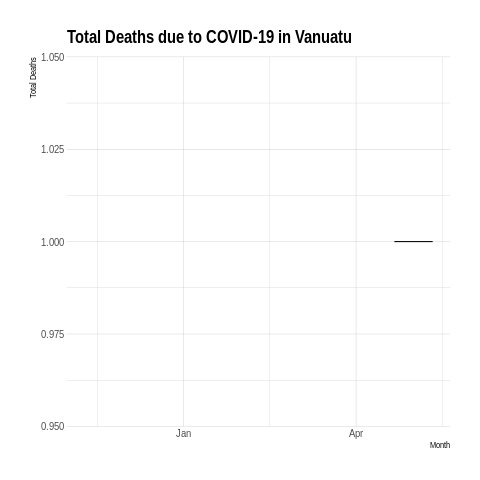 Total Deaths due to COVID-19 in Vanuatu
Total Deaths
1.050
1.025
1.000
0.975
0.950
Jan
Apr
Month